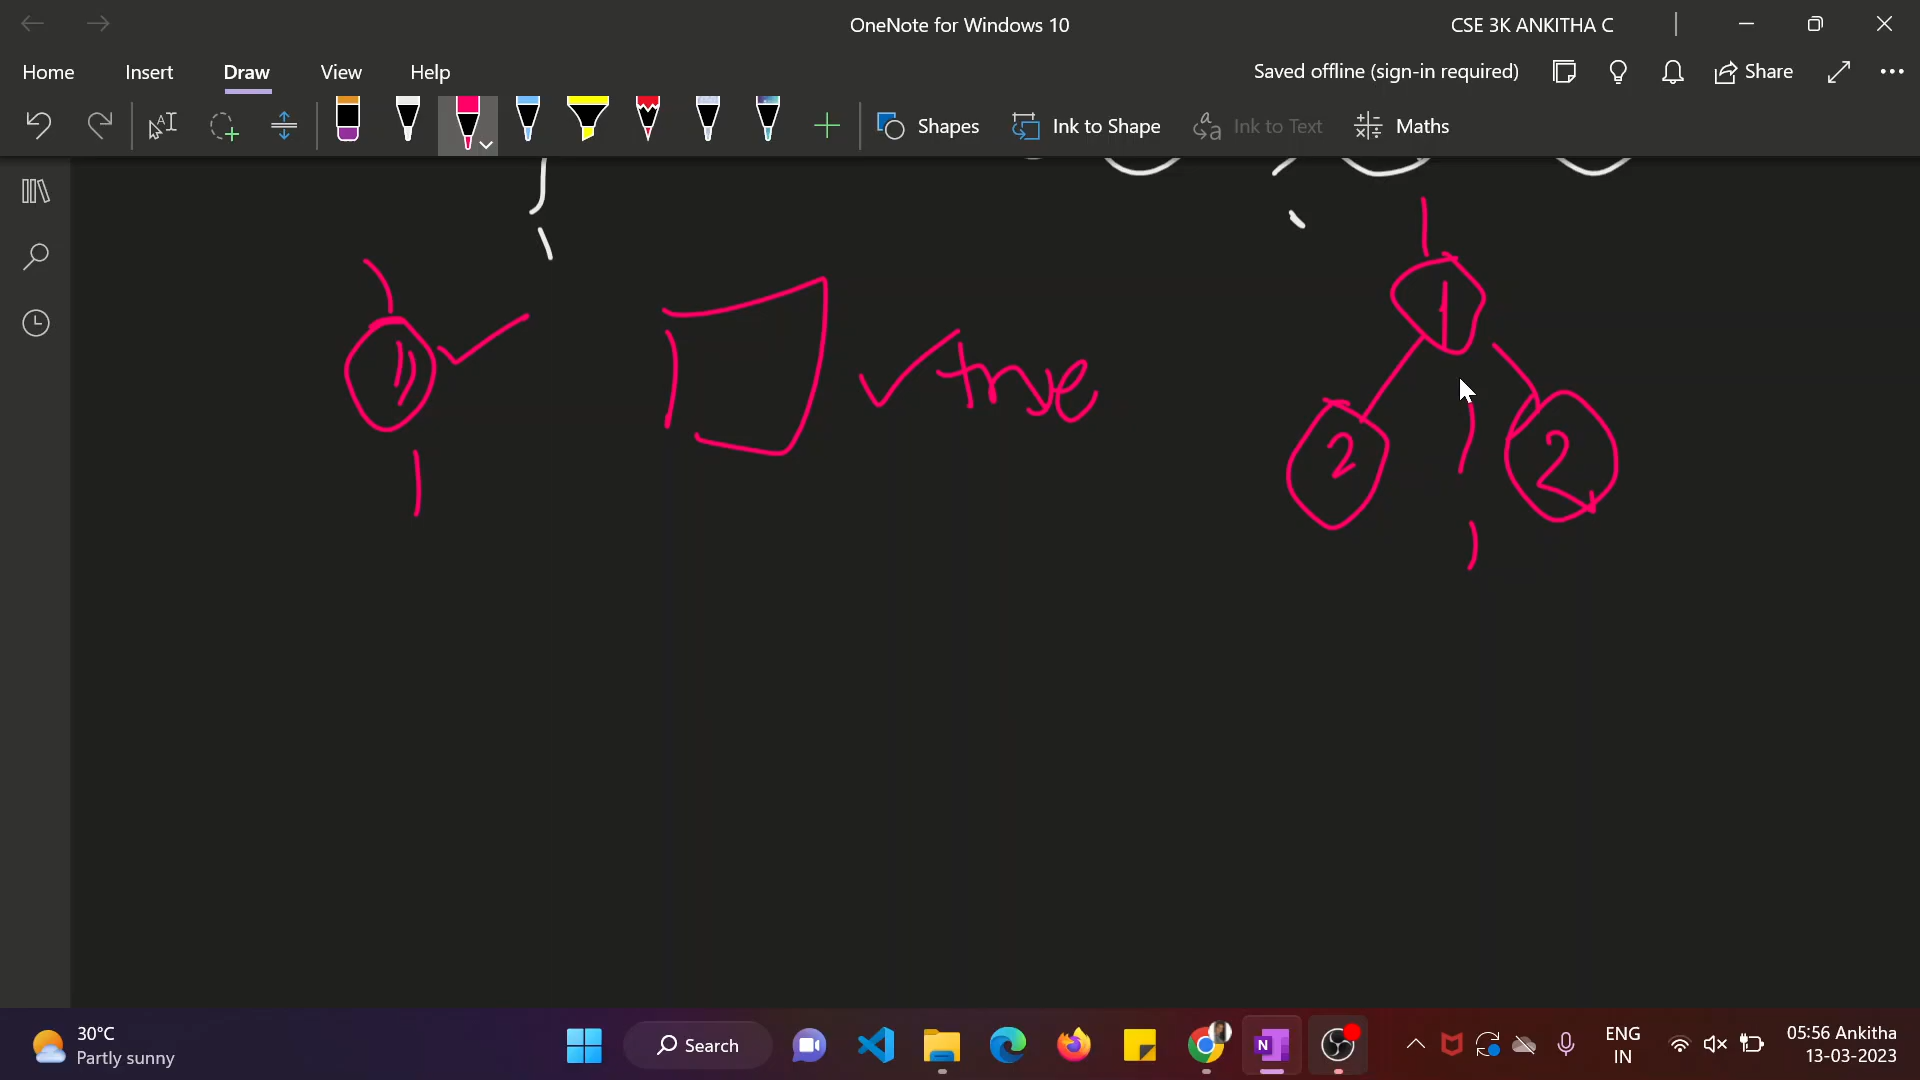 OneNote for Windows 10
CSE 3K ANKITHA C
Home Insert Draw View Help
Saved offline (sign-in required)
Share
Shapes
Ink to Shape
Ink to Text
Maths
1
true
2 2
30°C
Partly sunny
Search
ENG
IN
05:56 Ankitha
13-03-2023